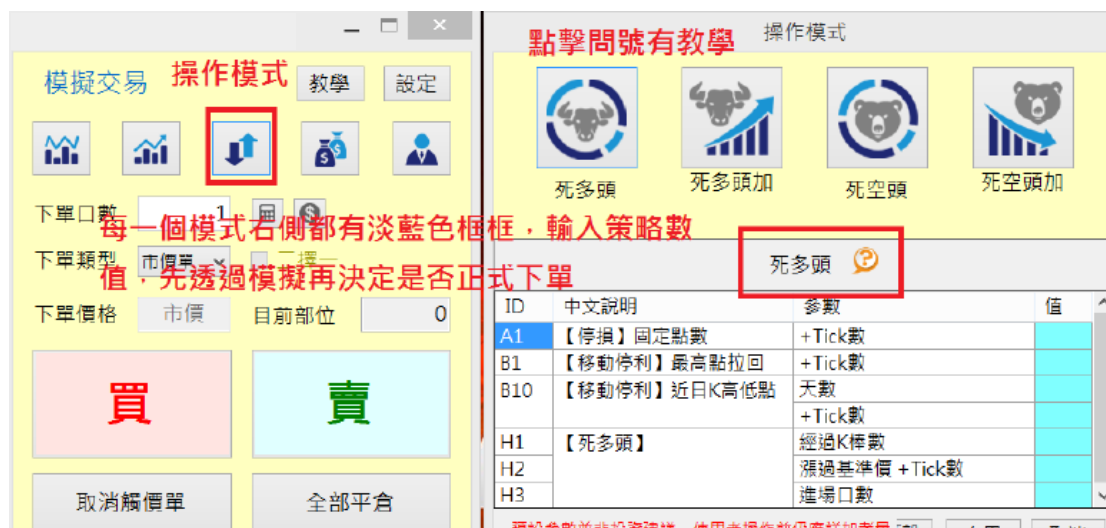 點擊問號有教學
操作模式
模擬交易
操作模式
教學
設定
死多頭
死多頭加
死空頭
死空頭加
下單口數
1
每一個模式右側都有淡藍色框框，輸入策略數
值，先透過模擬再決定是否正式下單
下單類型
市價單
二擇一
死多頭
下單價格
市價
目前部位
0
ID 中文說明 參數 值
A1 【停損】固定點數 +Tick數
B1 【移動停利】最高點拉回 +Tick數
B10 【移動停利】近日K高低點 天數
+Tick數
H1 【死多頭】 經過K棒數
H2 漲過基準價 +Tick數
H3 進場口數
買
賣
取消觸價單
全部平倉